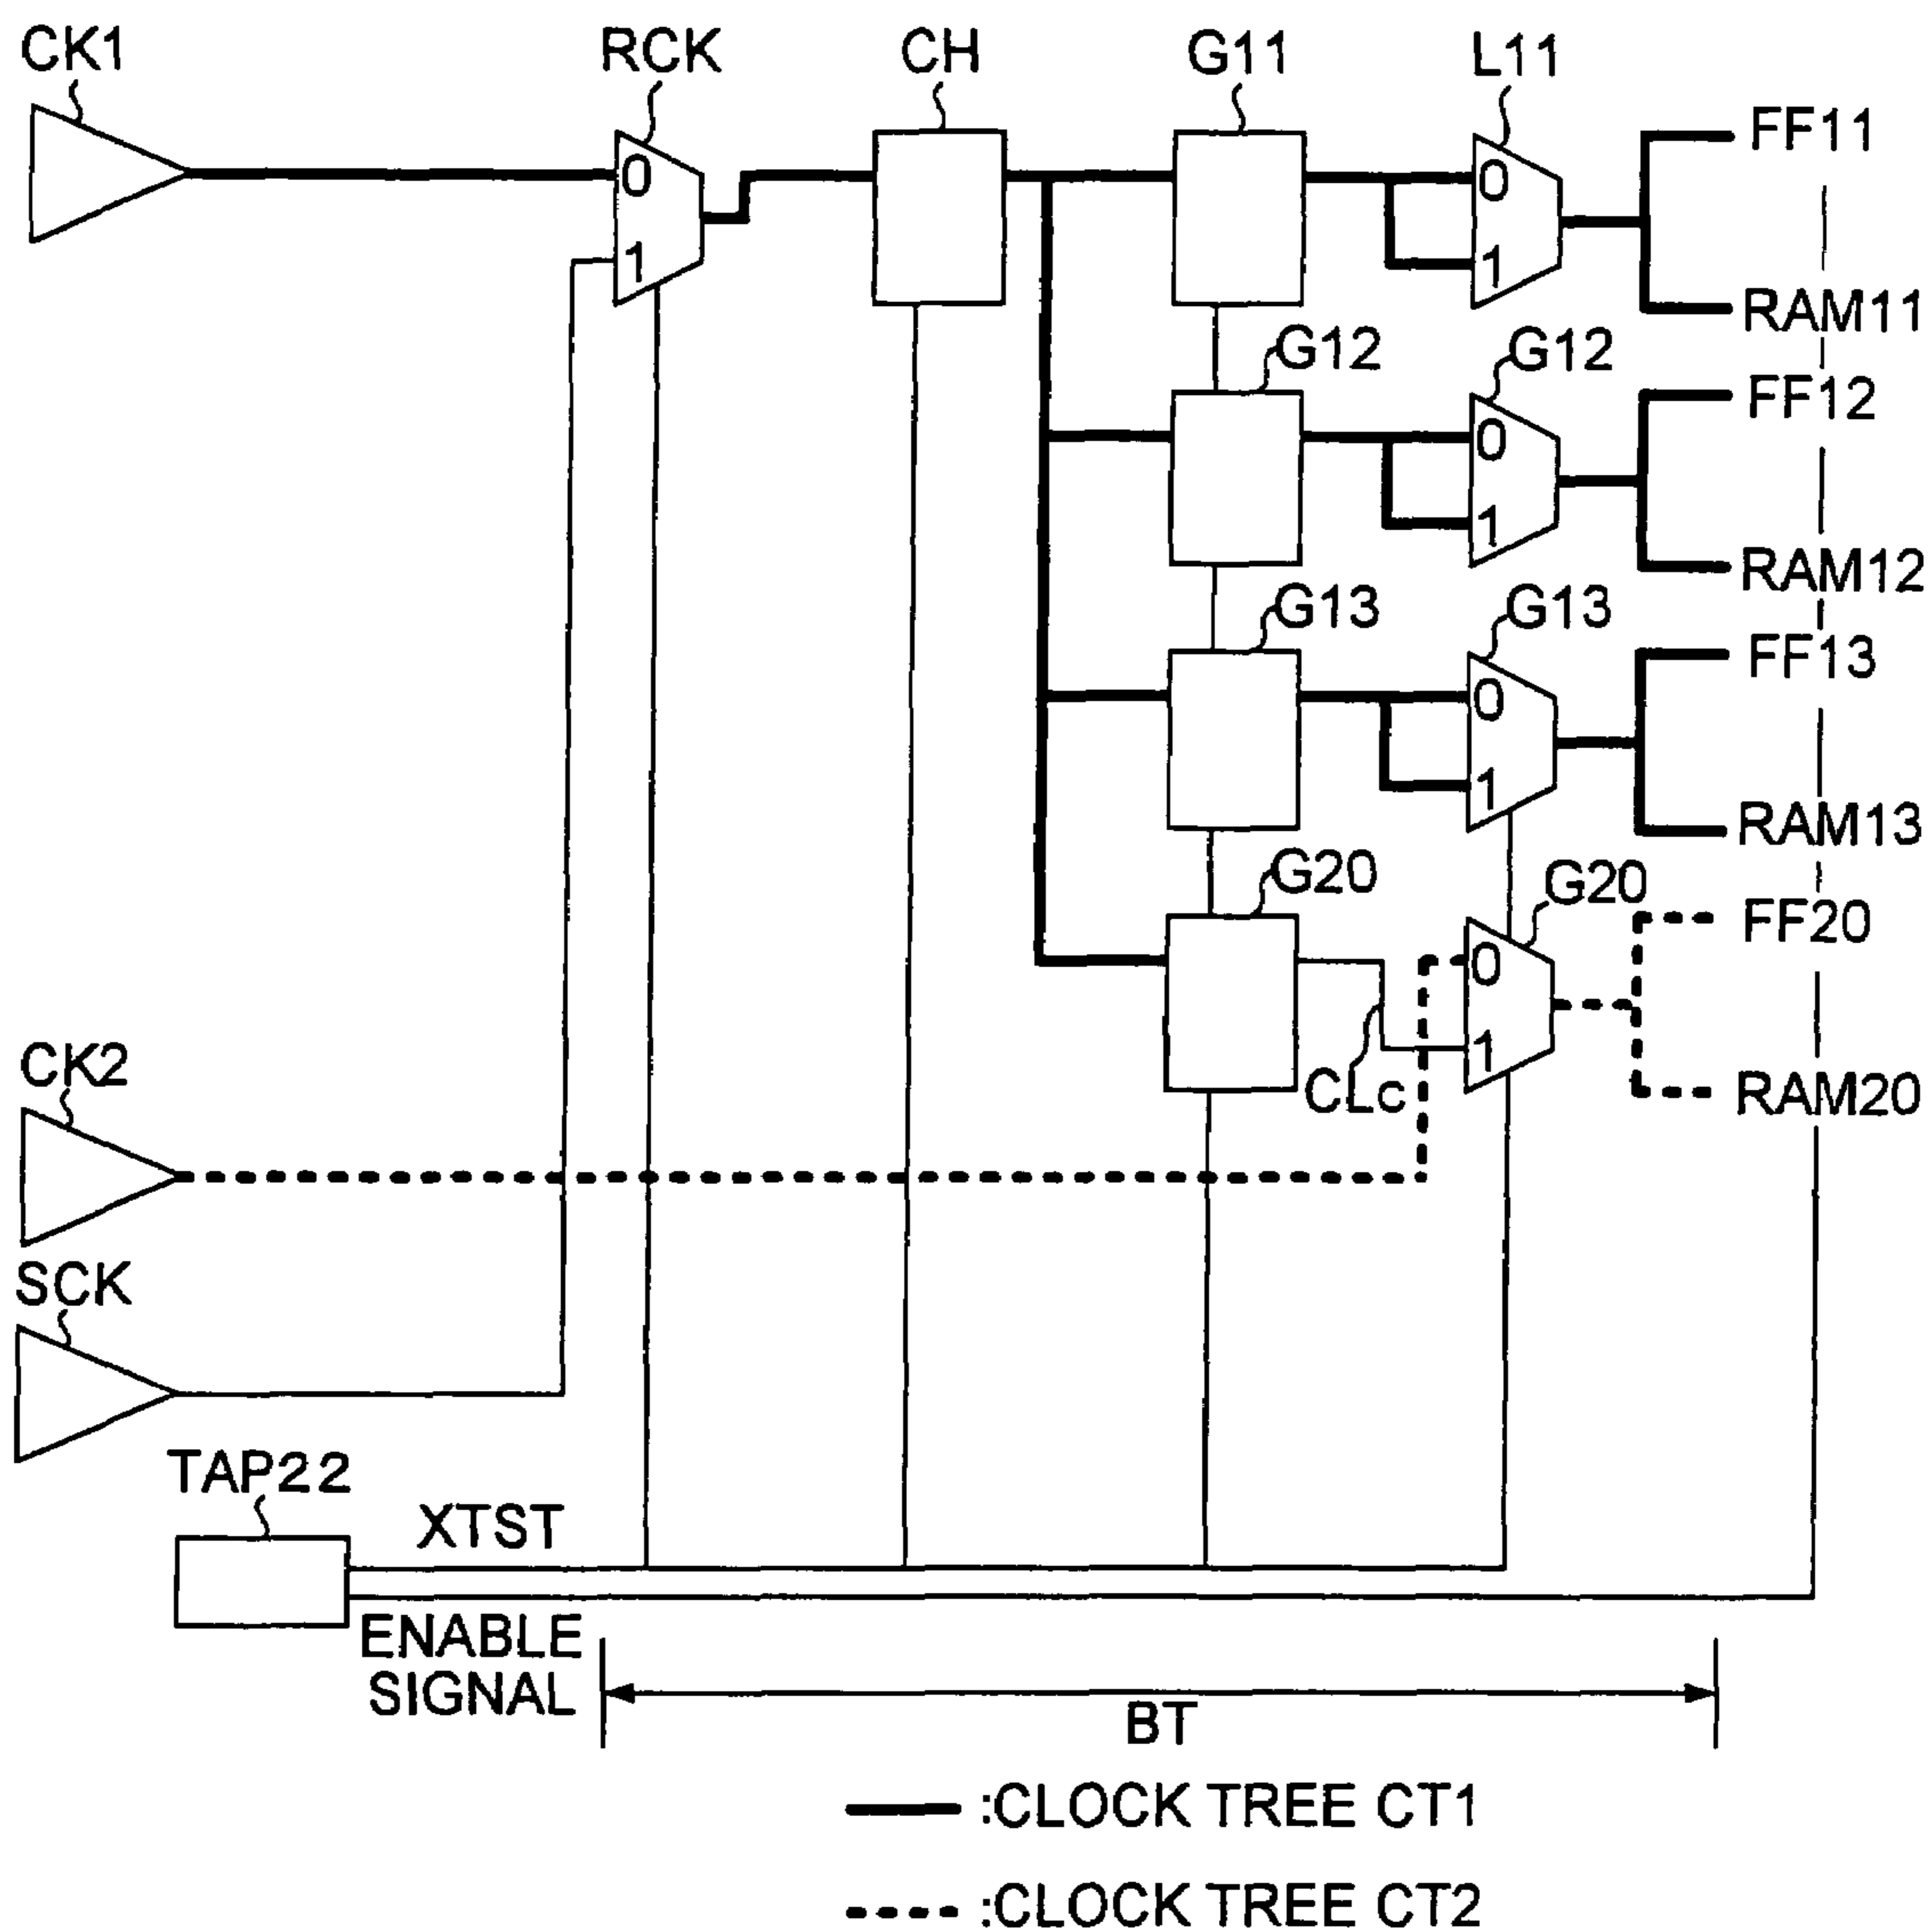 CK1
RCK
CH
G11
L11
0
1
0
1
FF11
RAM11
G12
G12
0
1
FF12
RAM12
G13
G13
0
1
FF13
RAM13
G20
G20
0
1
FF20
RAM20
CLc
CK2
SCK
TAP22
XTST
ENABLE
SIGNAL
BT
:CLOCK TREE CT1
:CLOCK TREE CT2